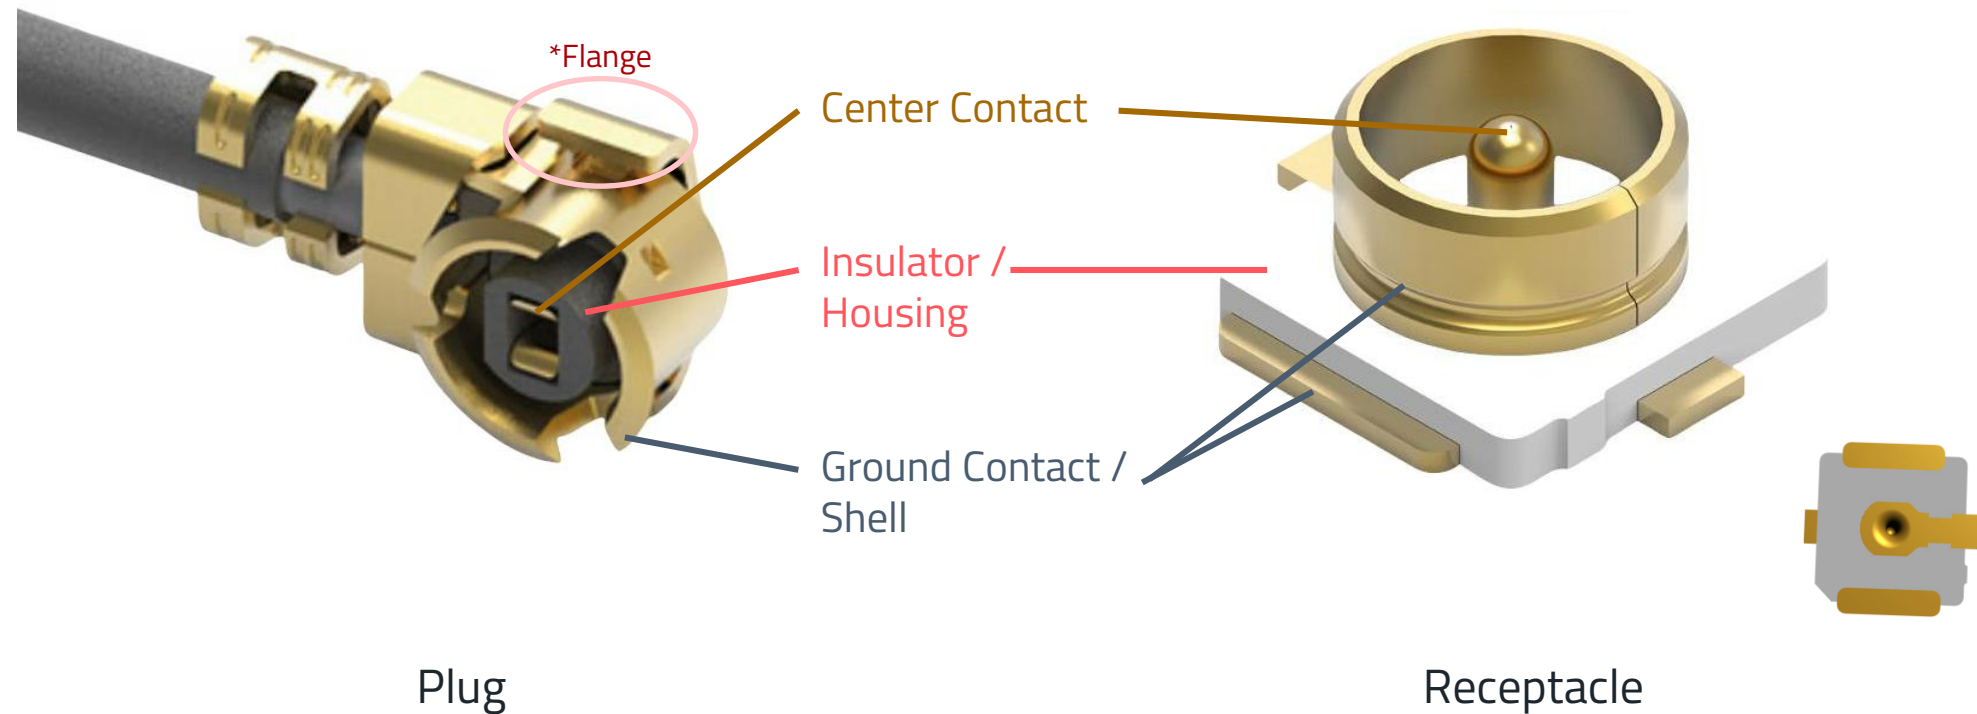 *Flange
Center Contact
Insulator /
Housing
Ground Contact /
Shell
Plug
Receptacle